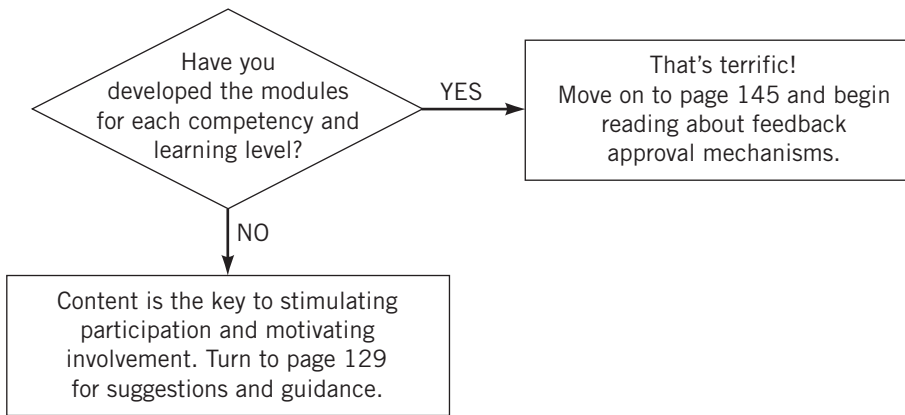 Have you
developed the modules
for each competency and
learning level?
YES
That's terrific!
Move on to page 145 and begin
reading about feedback
approval mechanisms.
NO
Content is the key to stimulating
participation and motivating
involvement. Turn to page 129
for suggestions and guidance.